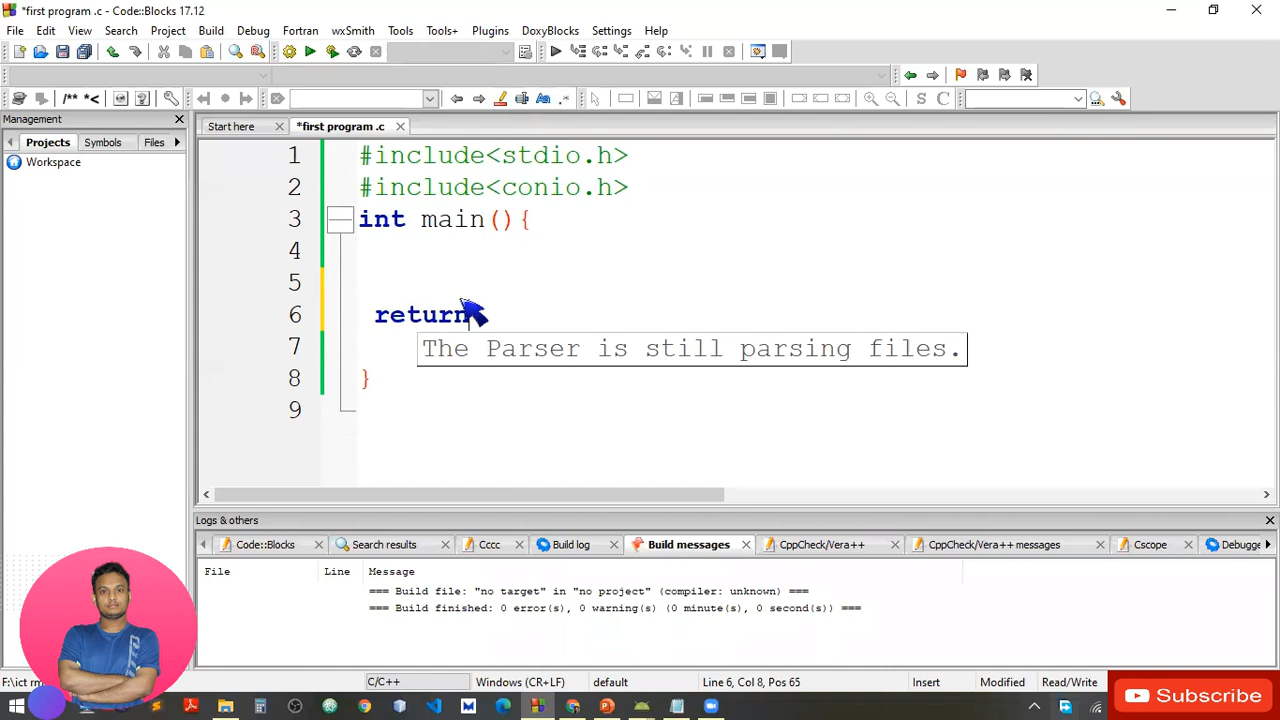 *first program .c - Code::Blocks 17.12
File Edit View Search Project Build Debug Fortran wxSmith Tools Tools+ Plugins DoxyBlocks Settings Help
/** *<
S C
Management
Projects Symbols Files
Workspace
Start here *first program .c
1 #include<stdio.h>
2 #include<conio.h>
3 int main(){
4
5
6 return
The Parser is still parsing files.
7
8 }
9
Logs & others
Code::Blocks Search results Cccc Build log Build messages CppCheck/Vera++ CppCheck/Vera++ messages Cscope Debugge
File Line Message
=== Build file: "no target" in "no project" (compiler: unknown) ===
=== Build finished: 0 error(s), 0 warning(s) (0 minute(s), 0 second(s)) ===
F:\ict C/C++ Windows (CR+LF) default Line 6, Col 8, Pos 65 Insert Modified Read/Write
Subscribe